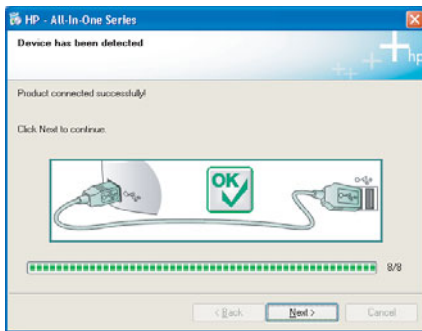 HP - All-In-One Series
Device has been detected
hp
Product connected successfully!
Click Next to continue.
OK
8/8
< Back Next > Cancel